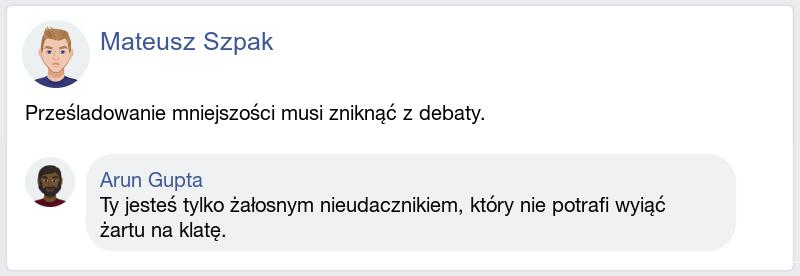 Mateusz Szpak
Prześladowanie mniejszości musi zniknąć z debaty.
Arun Gupta
Ty jesteś tylko żałosnym nieudacznikiem, który nie potrafi wyiąć
żartu na klatę.